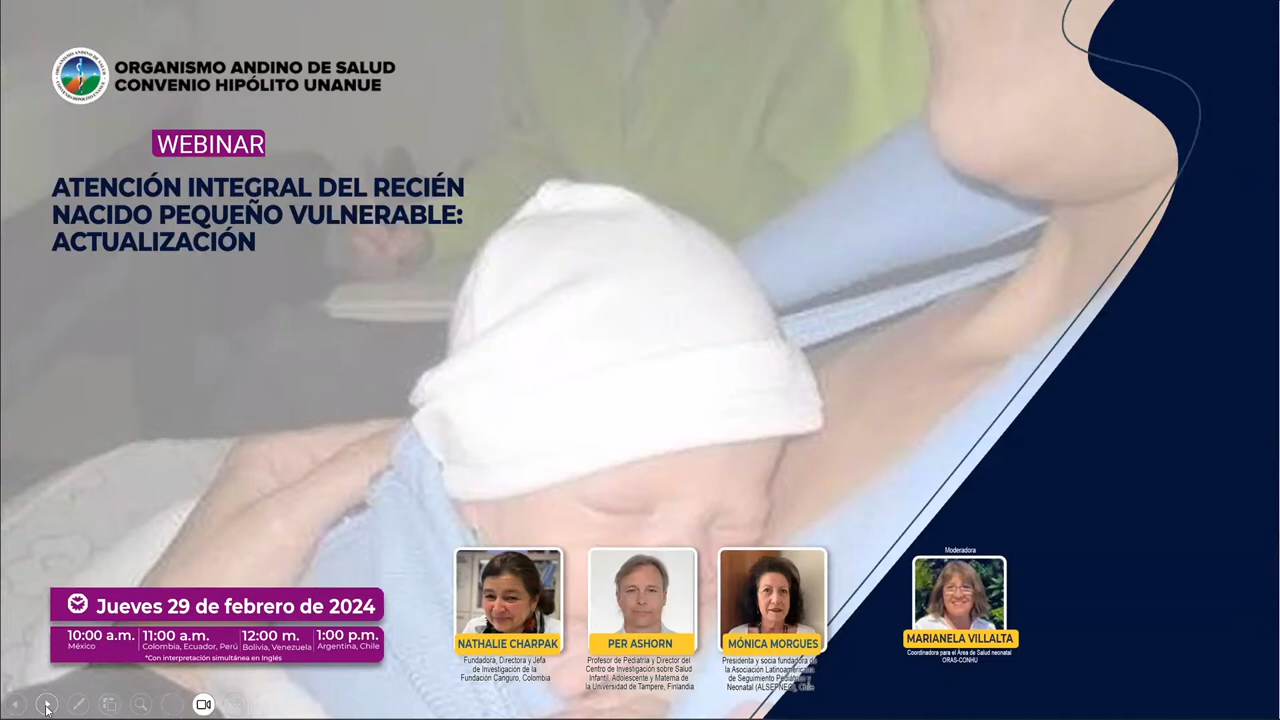 ORGANISMO ANDINO DE SALUD
CONVENIO HIPÓLITO UNANUE
WEBINAR
ATENCIÓN INTEGRAL DEL RECIÉN
NACIDO PEQUEÑO VULNERABLE:
ACTUALIZACIÓN
Jueves 29 de febrero de 2024
10:00 a.m.
México
11:00 a.m.
Colombia, Ecuador, Perú
12:00 m.
Bolivia, Venezuela
1:00 p.m.
Argentina, Chile
*Con interpretación simultánea en Inglés
NATHALIE CHARPAK
Fundadora, Directora y Jefa
de Investigación de la
Fundación Canguro, Colombia
PER ASHORN
Profesor de Pediatría y Director del
Centro de Investigación sobre Salud
Infantil, Adolescente y Materna de
la Universidad de Tampere, Finlandia
MÓNICA MORGUES
Presidenta y socia fundadora de
la Asociación Latinoamericana
de Seguimiento Pediátrico y
Neonatal (ALSEPNEO), Chile
Moderadora
MARIANELA VILLALTA
Coordinadora para el Área de Salud neonatal
ORAS-CONHU